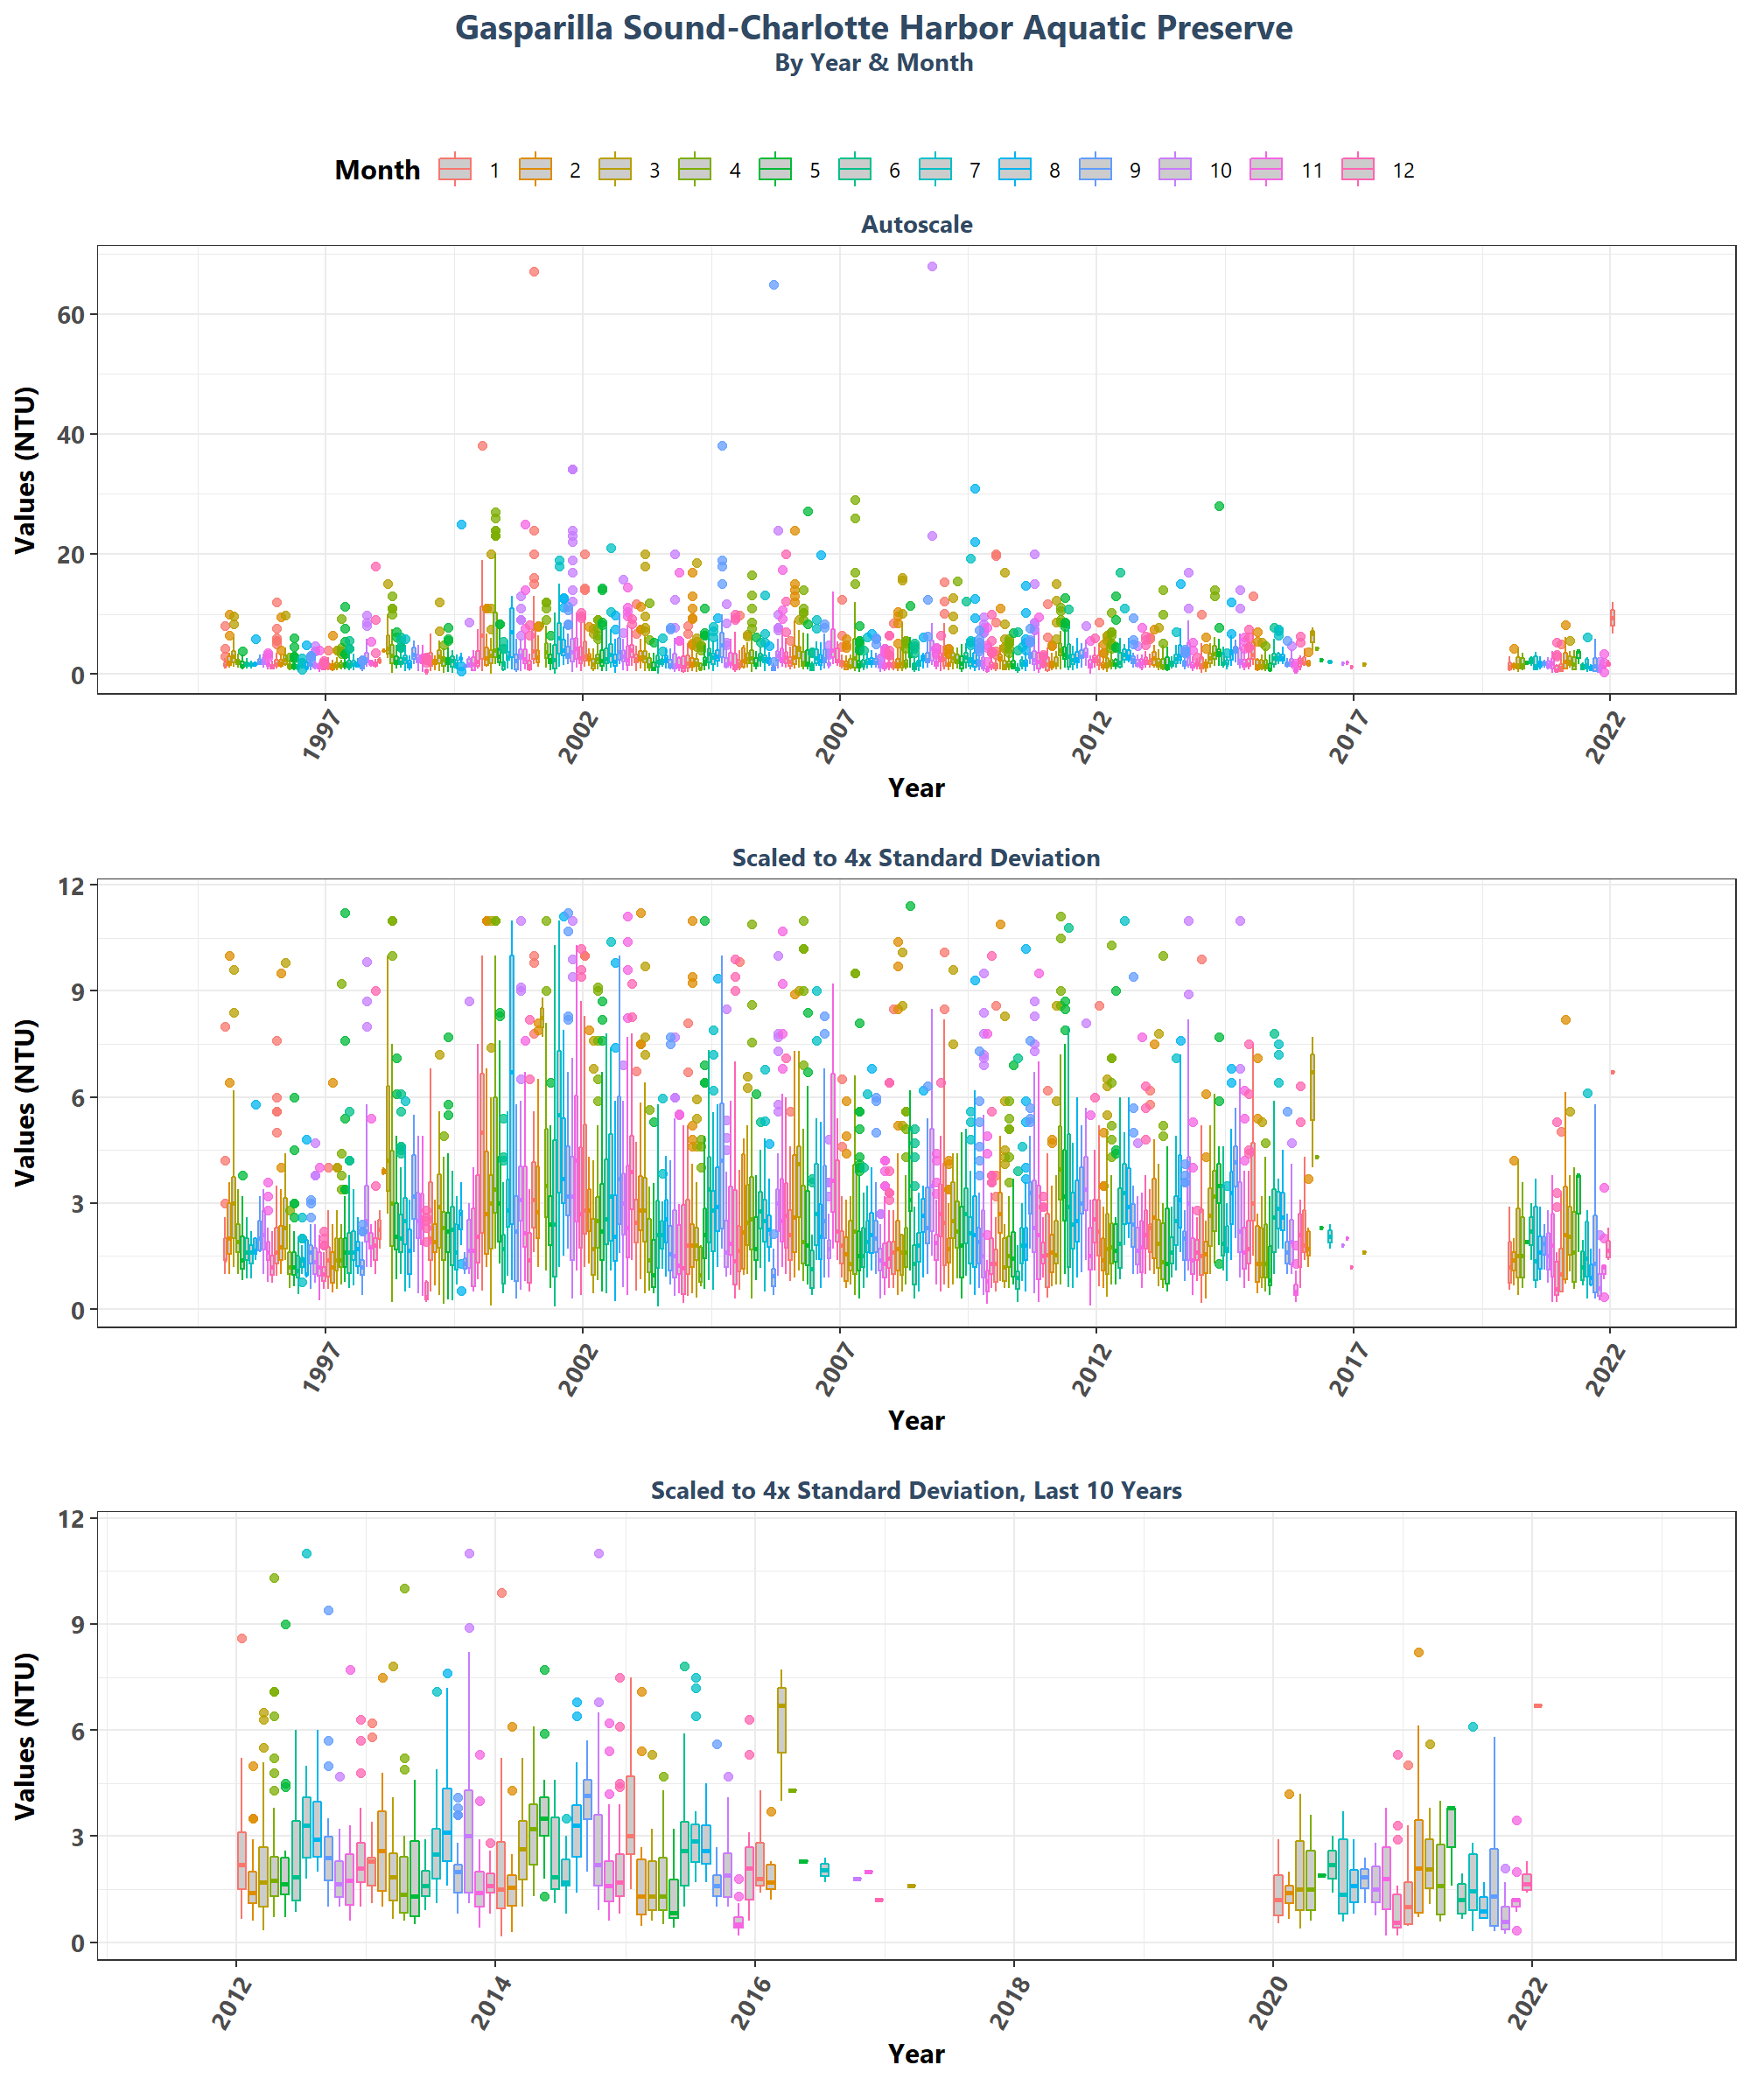 Gasparilla Sound-Charlotte Harbor Aquatic Preserve
By Year & Month
Month 1 2 3 4 5 6 7 8 9 10 11 12
Autoscale
Values (NTU)
60
40
20
0
1997 2002 2007 2012 2017 2022
Year
Scaled to 4x Standard Deviation
Values (NTU)
12
9
6
3
0
1997 2002 2007 2012 2017 2022
Year
Scaled to 4x Standard Deviation, Last 10 Years
Values (NTU)
12
9
6
3
0
2012 2014 2016 2018 2020 2022
Year